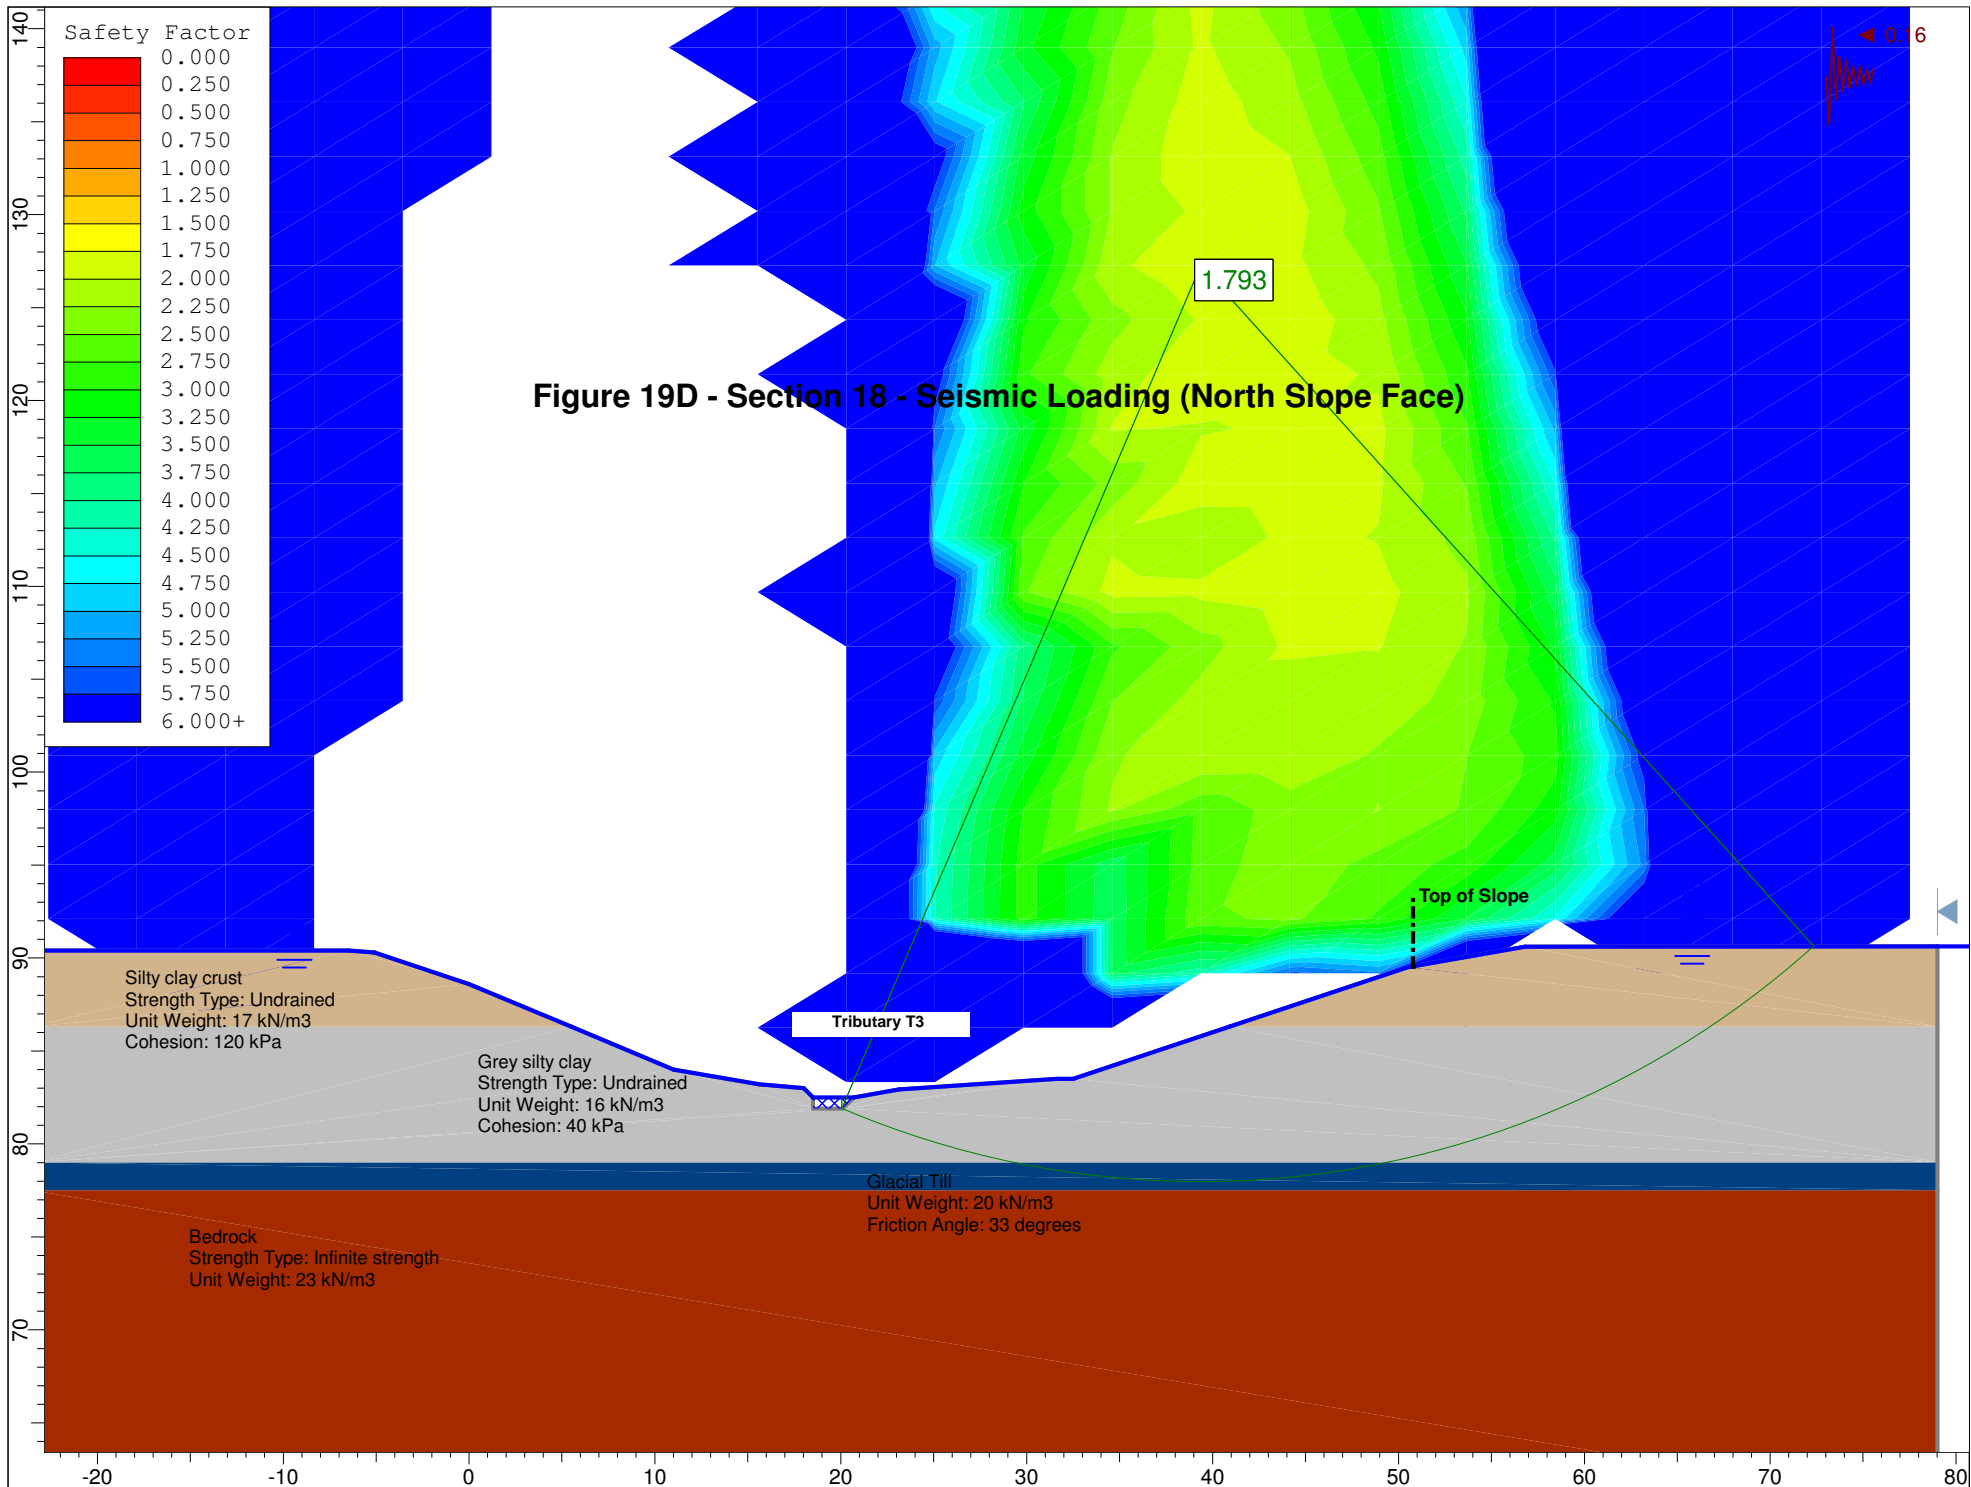 Safety Factor
0.000
0.250
0.500
0.750
1.000
1.250
1.500
1.750
2.000
2.250
2.500
2.750
3.000
3.250
3.500
3.750
4.000
4.250
4.500
4.750
5.000
5.250
5.500
5.750
6.000+
0.16
1.793
Figure 19D - Section 18 - Seismic Loading (North Slope Face)
Top of Slope
Silty clay crust
Strength Type: Undrained
Unit Weight: 17 kN/m3
Cohesion: 120 kPa
Tributary T3
Grey silty clay
Strength Type: Undrained
Unit Weight: 16 kN/m3
Cohesion: 40 kPa
Glacial Till
Unit Weight: 20 kN/m3
Friction Angle: 33 degrees
Bedrock
Strength Type: Infinite strength
Unit Weight: 23 kN/m3
140
130
120
110
100
90
80
70
-20 -10 0 10 20 30 40 50 60 70 80